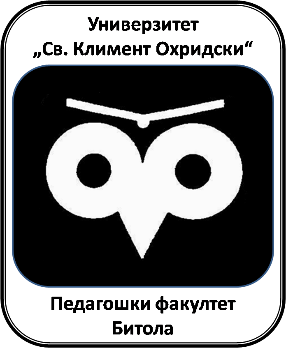 Универзитет
„Св. Климент Охридски“
Педагошки факултет
Битола